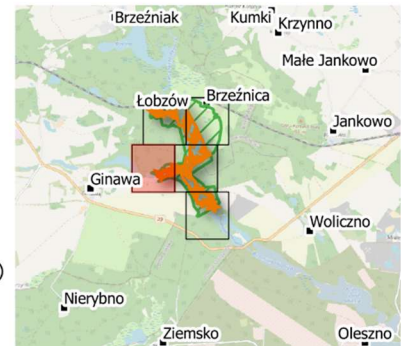 Brzeźniak
Kumki
Krzynno
Małe Jankowo
Łobzów
Brzeźnica
Jankowo
Ginawa
Woliczno
Nierybno
Ziemsko
Oleszno